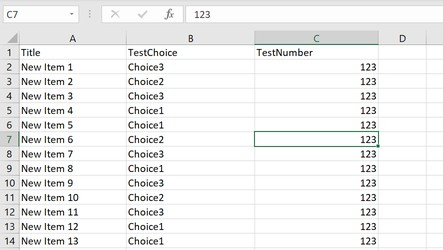 C7 fx 123
A B C D
1 Title TestChoice TestNumber
2 New Item 1 Choice3 123
3 New Item 2 Choice2 123
4 New Item 3 Choice3 123
5 New Item 4 Choice1 123
6 New Item 5 Choice1 123
7 New Item 6 Choice2 123
8 New Item 7 Choice3 123
9 New Item 8 Choice1 123
10 New Item 9 Choice3 123
11 New Item 10 Choice2 123
12 New Item 11 Choice3 123
13 New Item 12 Choice1 123
14 New Item 13 Choice1 123